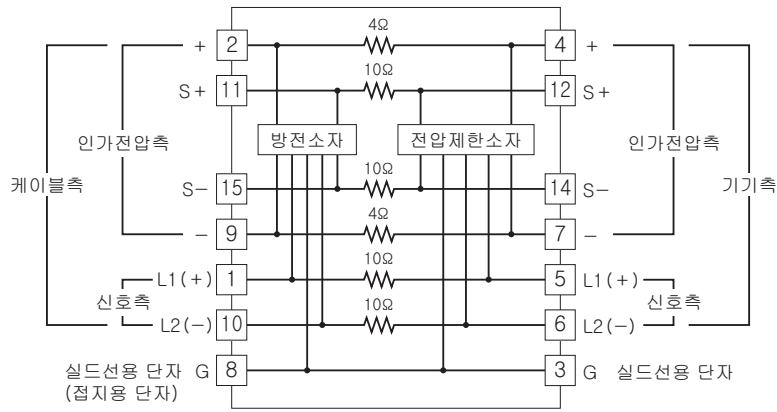 + 2 4Ω 4 +
S+ 11 10Ω 12 S+
방전소자 전압제한소자
인가전압측 인가전압측
케이블측 기기측
S− 15 10Ω 14 S−
− 9 4Ω 7 −
L1(+) 1 10Ω 5 L1(+)
신호측 신호측
L2(−) 10 10Ω 6 L2(−)
실드선용 단자 G 8 3 G 실드선용 단자
(접지용 단자)